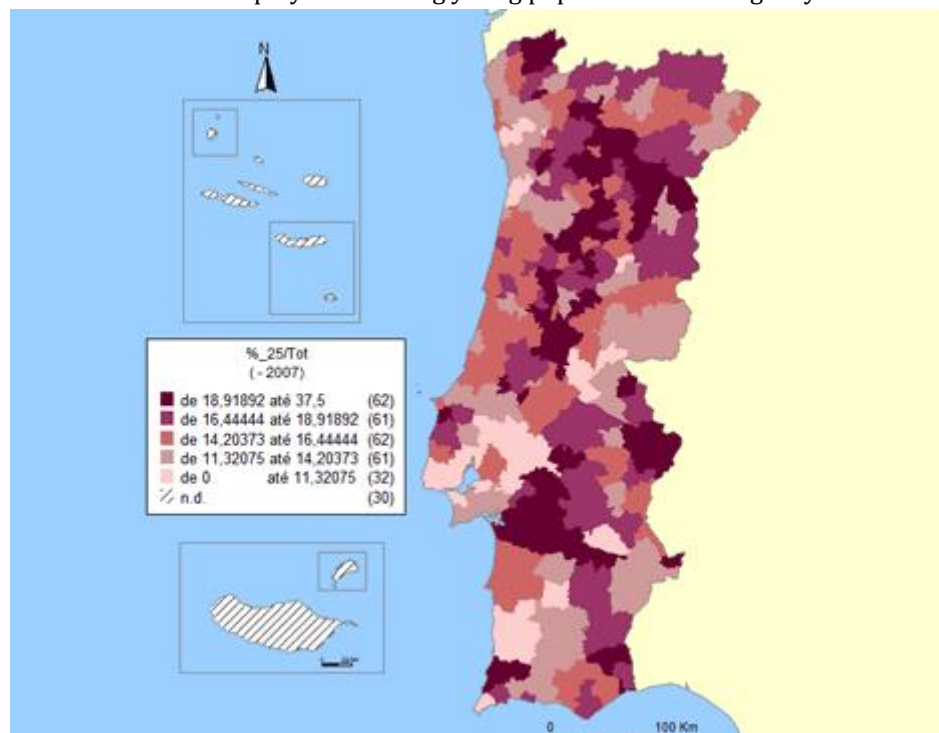 N
%_25/Tot
( - 2007)
de 18,91892 até 37,5 (62)
de 16,44444 até 18,91892 (61)
de 14,20373 até 16,44444 (62)
de 11,32075 até 14,20373 (61)
de 0 até 11,32075 (32)
n.d. (30)
0 100 Km